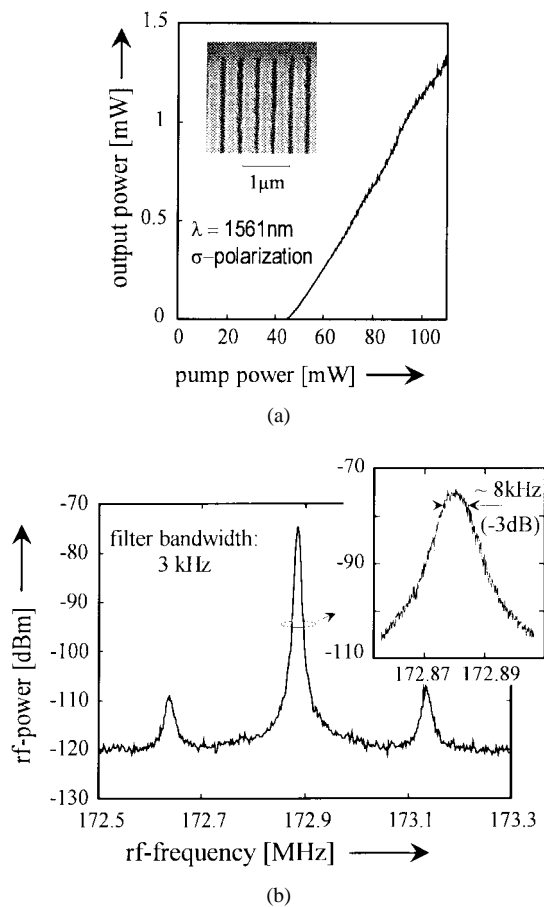 1.5
1
0.5
0
output power [mW]
1µm
λ = 1561nm
σ-polarization
0 20 40 60 80 100
pump power [mW]
(a)
-70
-80
-90
-100
-110
-120
-130
rf-power [dBm]
filter bandwidth:
3 kHz
-70
-90
-110
~ 8kHz
(-3dB)
172.87 172.89
172.5 172.7 172.9 173.1 173.3
rf-frequency [MHz]
(b)